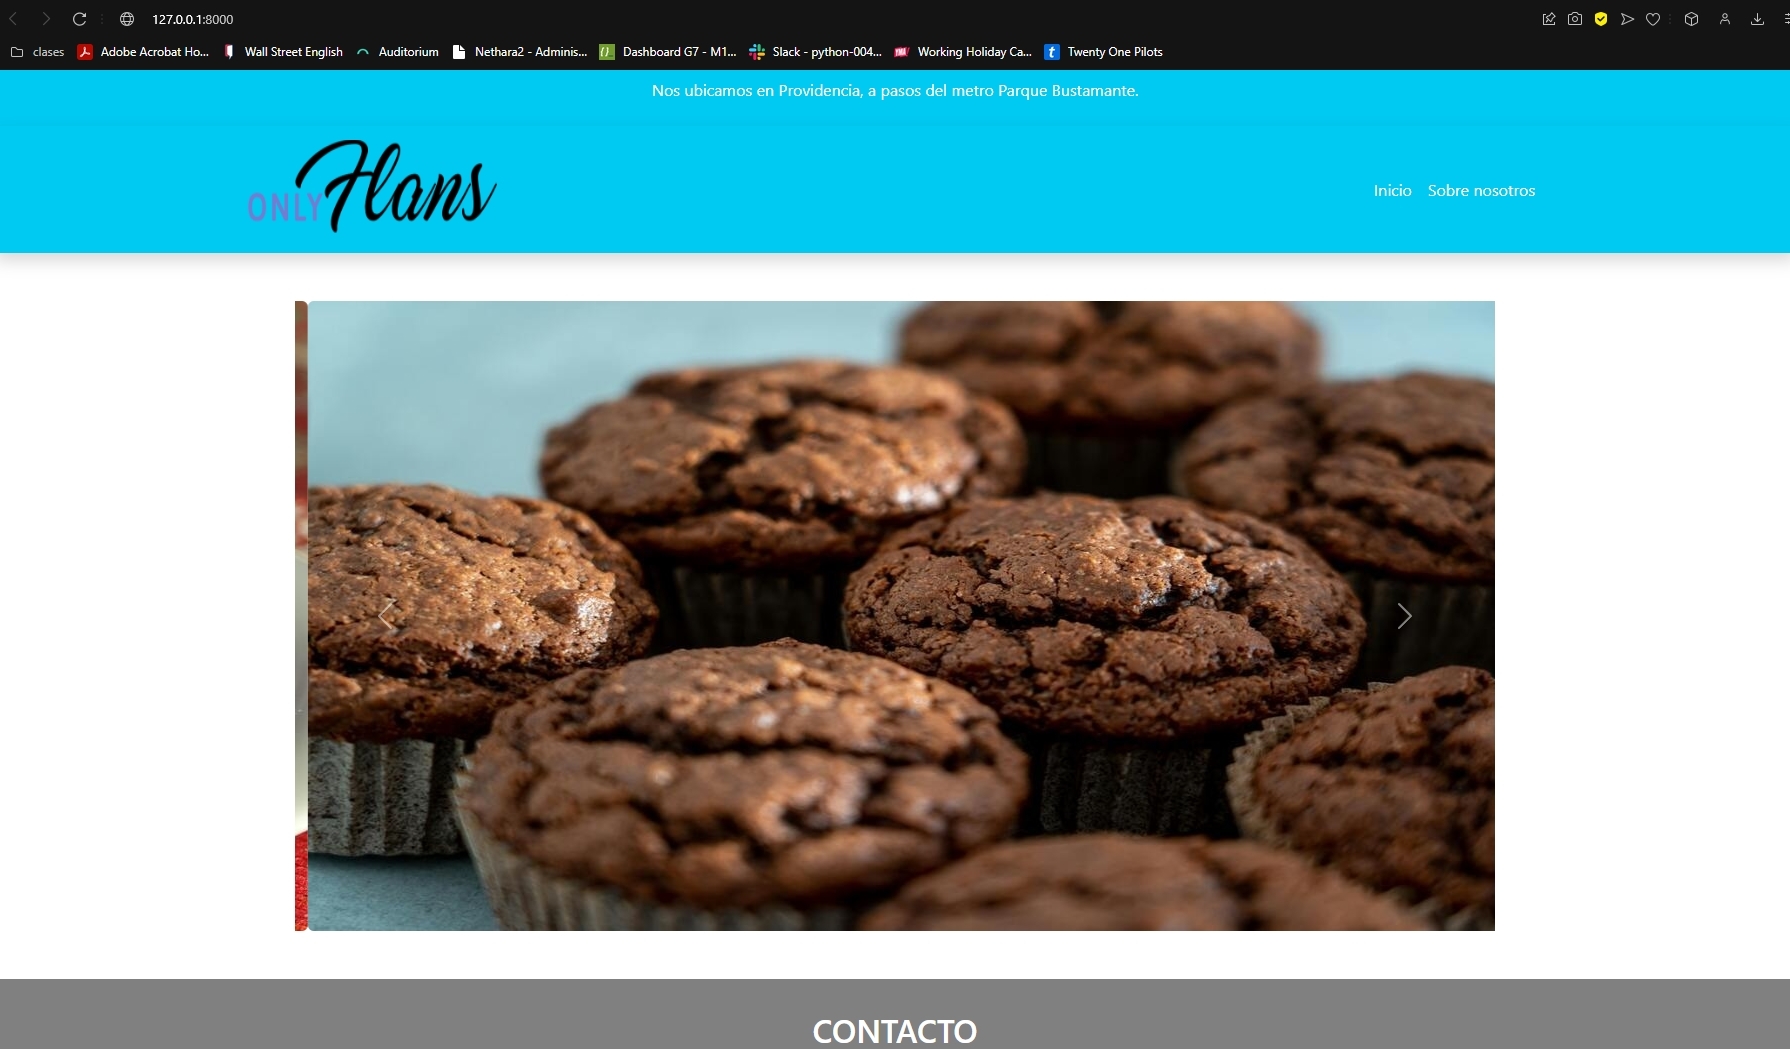 127.0.0.1:8000
clases Adobe Acrobat Ho... Wall Street English Auditorium Nethara2 - Adminis... Dashboard G7 - M1... Slack - python-004... Working Holiday Ca... Twenty One Pilots
Nos ubicamos en Providencia, a pasos del metro Parque Bustamante.
ONLY Flans
Inicio Sobre nosotros
CONTACTO